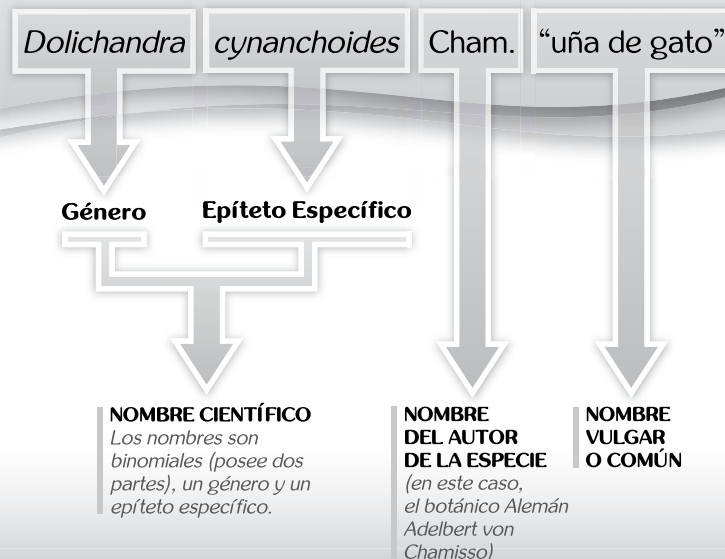 Dolichandra cynanchoides Cham. “uña de gato”
Género Epíteto Específico
NOMBRE CIENTÍFICO
Los nombres son
binomiales (posee dos
partes), un género y un
epíteto específico.
NOMBRE
DEL AUTOR
DE LA ESPECIE
(en este caso,
el botánico Alemán
Adelbert von
Chamisso)
NOMBRE
VULGAR
O COMÚN